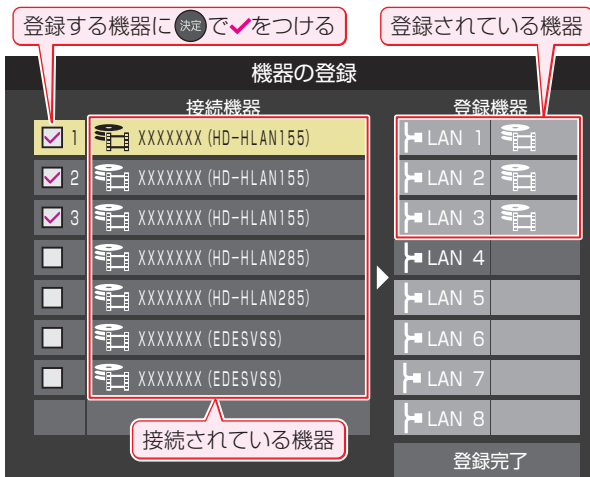 登録する機器に 決定 で✓をつける
登録されている機器
機器の登録
接続機器
登録機器
1 XXXXXXX (HD-HLAN155)
LAN 1
2 XXXXXXX (HD-HLAN155)
LAN 2
3 XXXXXXX (HD-HLAN155)
LAN 3
XXXXXXX (HD-HLAN285)
LAN 4
XXXXXXX (HD-HLAN285)
LAN 5
XXXXXXX (EDESVSS)
LAN 6
XXXXXXX (EDESVSS)
LAN 7
LAN 8
接続されている機器
登録完了